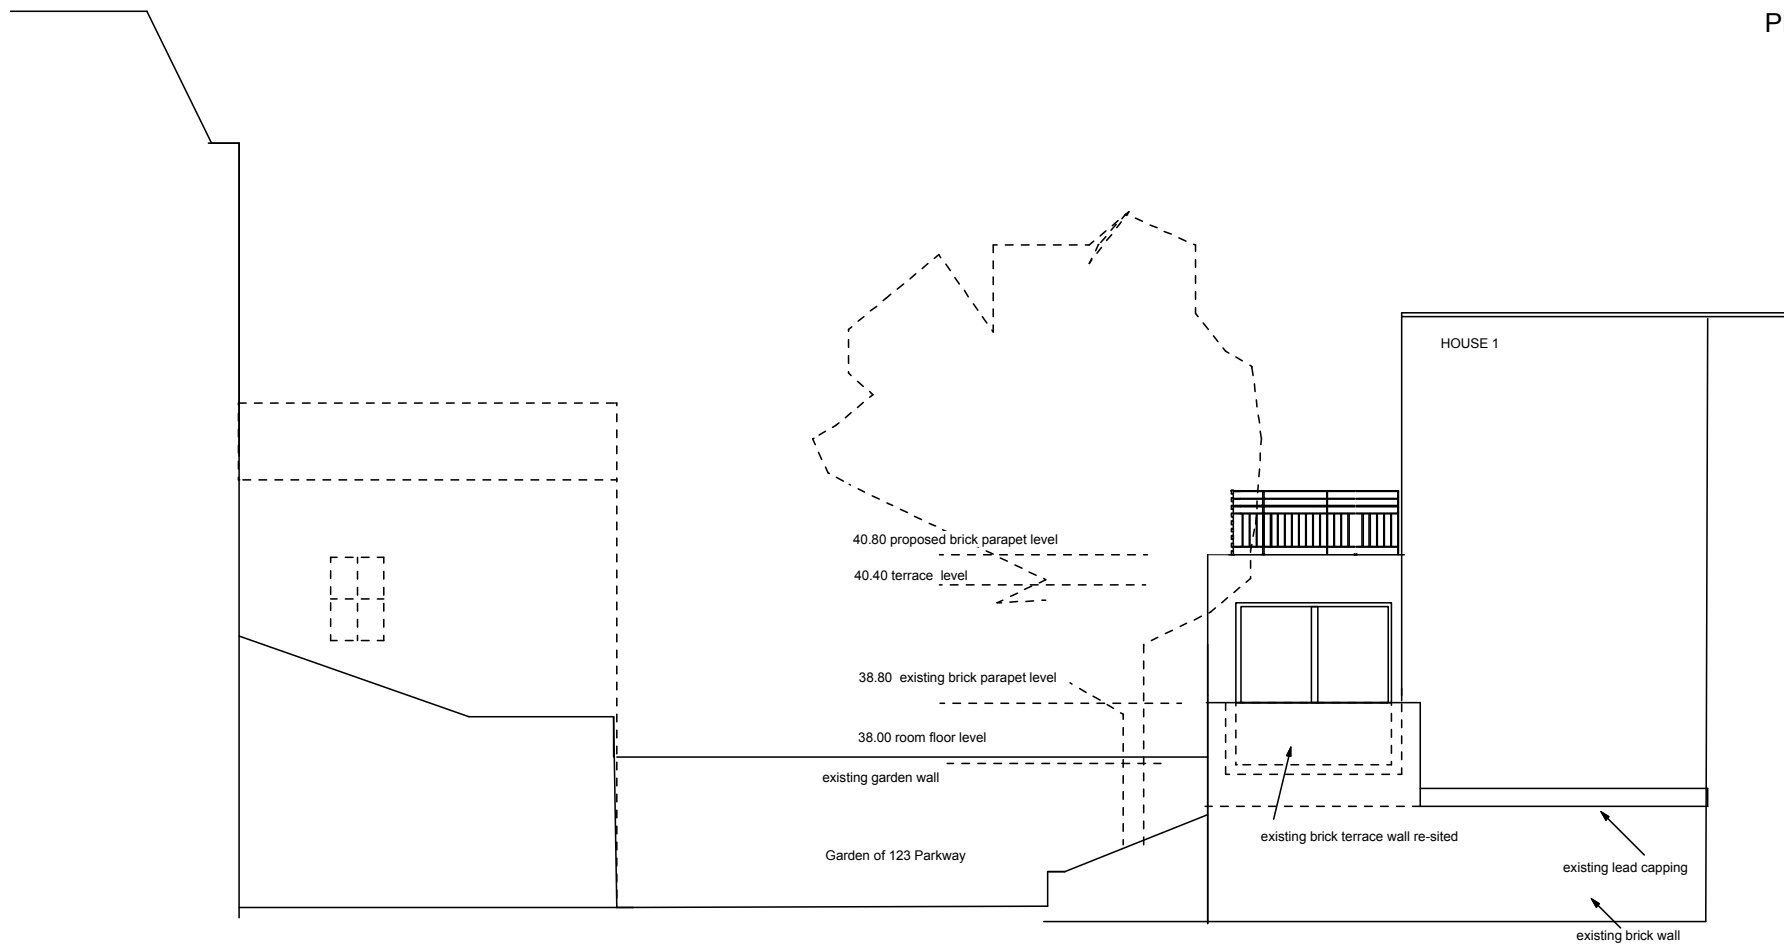 HOUSE 1
40.80 proposed brick parapet level
40.40 terrace level
38.80 existing brick parapet level
38.00 room floor level
existing garden wall
existing brick terrace wall re-sited
Garden of 123 Parkway
existing lead capping
existing brick wall